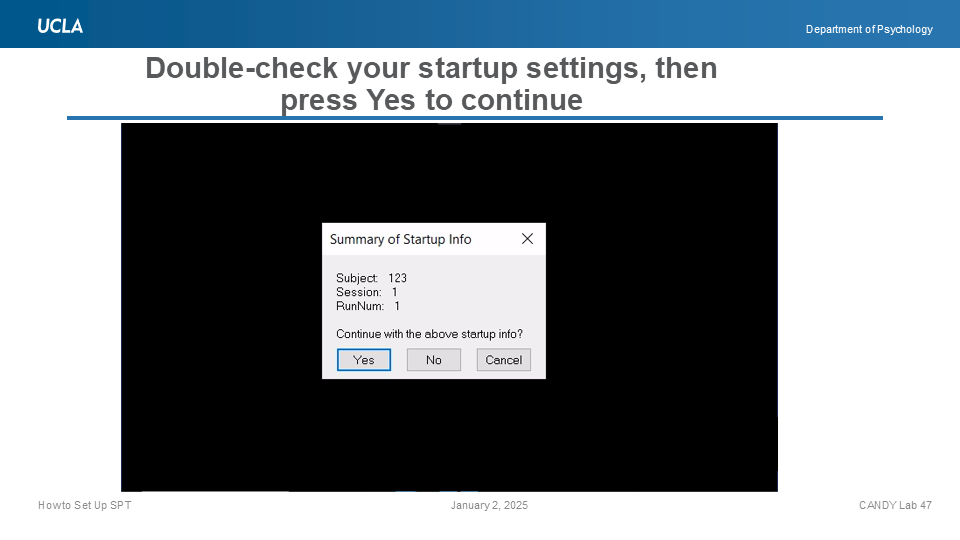 UCLA
Department of Psychology
Double-check your startup settings, then
press Yes to continue
Summary of Startup Info
Subject: 123
Session: 1
RunNum: 1
Continue with the above startup info?
Yes No Cancel
Howto Set Up SPT January 2, 2025 CANDY Lab 47